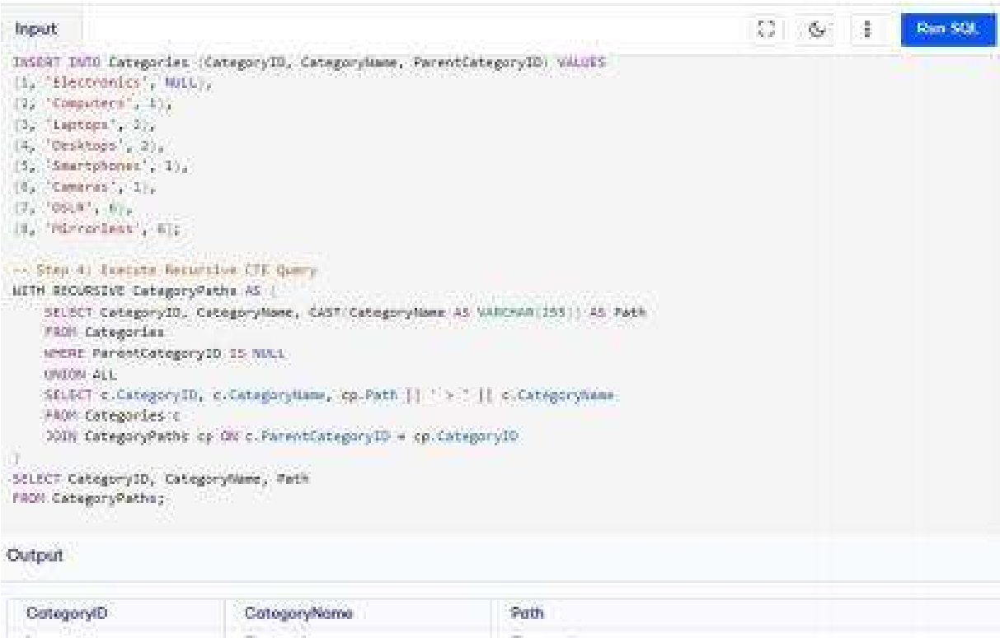 Input
Run SQL
INSERT INTO Categories (CategoryID, CategoryName, ParentCategoryID) VALUES
(1, 'Electronics', NULL),
(2, 'Computers', 1),
(3, 'Laptops', 2),
(4, 'Desktops', 2),
(5, 'Smartphones', 1),
(6, 'Cameras', 1),
(7, 'DSLR', 6),
(8, 'Mirrorless', 6);
-- Step 4: Execute Recursive CTE Query
WITH RECURSIVE CategoryPaths AS (
SELECT CategoryID, CategoryName, CAST(CategoryName AS VARCHAR(255)) AS Path
FROM Categories
WHERE ParentCategoryID IS NULL
UNION ALL
SELECT c.CategoryID, c.CategoryName, cp.Path || ' > ' || c.CategoryName
FROM Categories c
JOIN CategoryPaths cp ON c.ParentCategoryID = cp.CategoryID
)
SELECT CategoryID, CategoryName, Path
FROM CategoryPaths;
Output
CategoryID CategoryName Path